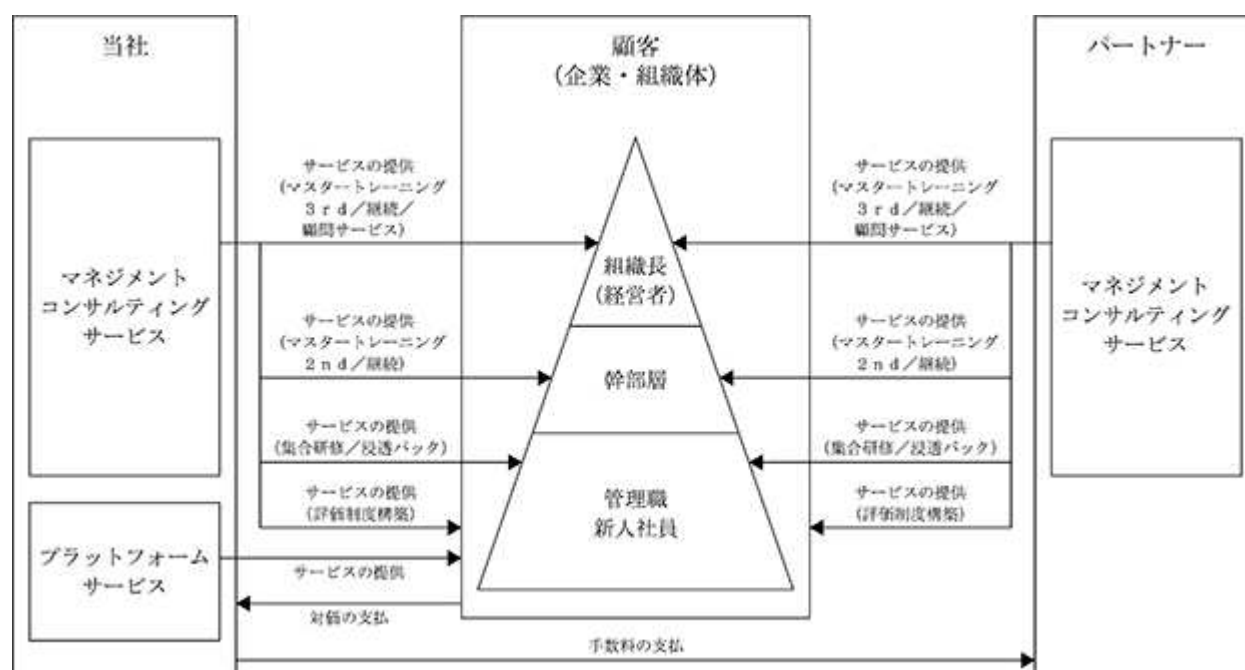 当社
顧客
(企業・組織体)
パートナー
マネジメント
コンサルティング
サービス
プラットフォーム
サービス
サービスの提供
(マスタートレーニング
3rd/継続/
顧問サービス)
サービスの提供
(マスタートレーニング
2nd/継続)
サービスの提供
(集合研修/浸透パック)
サービスの提供
(評価制度構築)
サービスの提供
対価の支払
組織長
(経営者)
幹部層
管理職
新人社員
サービスの提供
(マスタートレーニング
3rd/継続/
顧問サービス)
サービスの提供
(マスタートレーニング
2nd/継続)
サービスの提供
(集合研修/浸透パック)
サービスの提供
(評価制度構築)
マネジメント
コンサルティング
サービス
手数料の支払